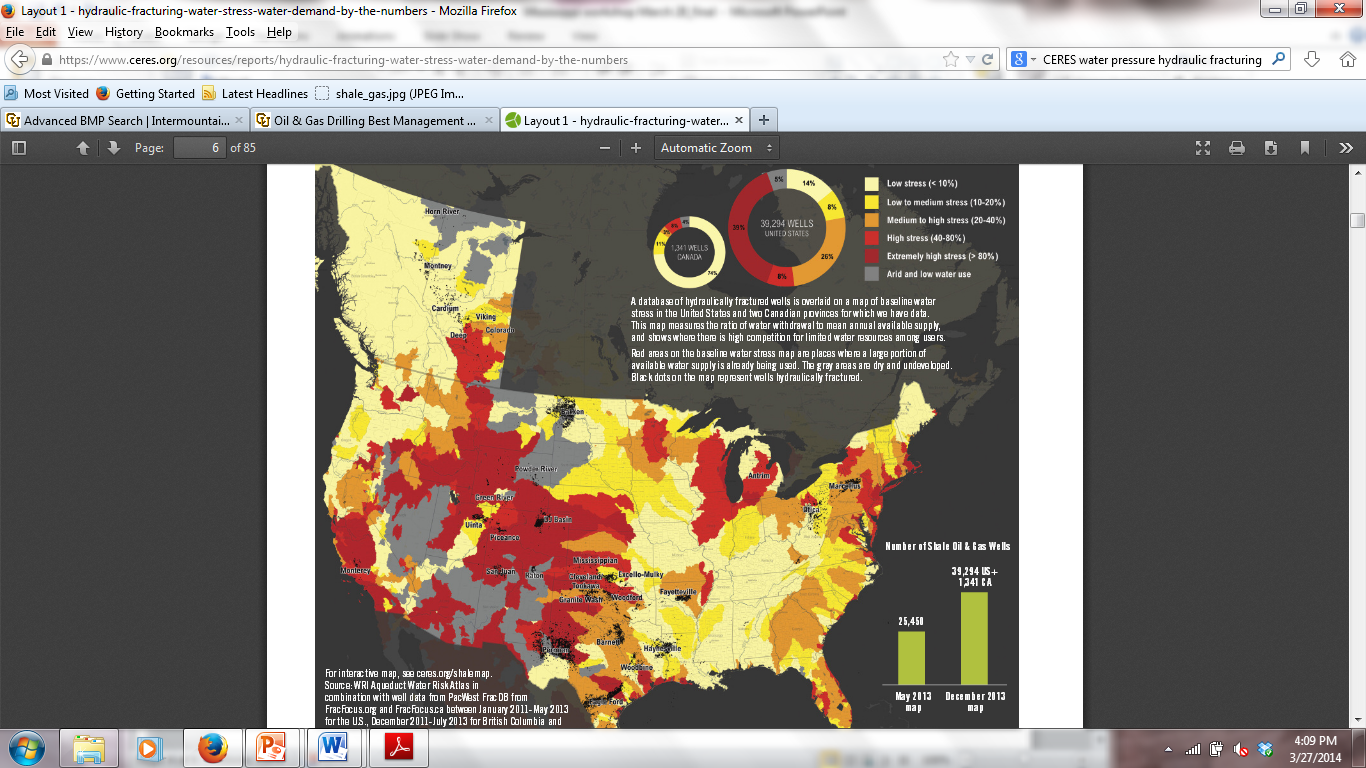 Layout 1 - hydraulic-fracturing-water-stress-water-demand-by-the-numbers - Mozilla Firefox
File Edit View History Bookmarks Tools Help
https://www.ceres.org/resources/reports/hydraulic-fracturing-water-stress-water-demand-by-the-numbers
CERES water pressure hydraulic fracturing
Most Visited Getting Started Latest Headlines shale_gas.jpg (JPEG Im...
Advanced BMP Search | Intermountai...
Oil & Gas Drilling Best Management ...
Layout 1 - hydraulic-fracturing-water...
Page: 6 of 85
Automatic Zoom
5%
14%
8%
26%
8%
39%
39,294 WELLS
UNITED STATES
11%
74%
1,341 WELLS
CANADA
Low stress (< 10%)
Low to medium stress (10-20%)
Medium to high stress (20-40%)
High stress (40-80%)
Extremely high stress (> 80%)
Arid and low water use
A database of hydraulically fractured wells is overlaid on a map of baseline water
stress in the United States and two Canadian provinces for which we have data.
This map measures the ratio of water withdrawal to mean annual available supply,
and shows where there is high competition for limited water resources among users.
Red areas on the baseline water stress map are places where a large portion of
available water supply is already being used. The gray areas are dry and undeveloped.
Black dots on the map represent wells hydraulically fractured.
Horn River
Montney
Cardium
Viking
Colorado
Bakken
Powder River
Antrim
Marcellus
Utica
Green River
Uinta
DJ Basin
Piceance
Monterey
San Juan
Raton
Mississippian
Cleveland/
Tonkawa
Excello-Mulky
Granite Wash
Woodford
Fayetteville
Barnett
Haynesville
Permian
Woodbine
Number of Shale Oil & Gas Wells
39,294 US+
1,341 CA
25,450
May 2013
map
December 2013
map
For interactive map, see ceres.org/shalemap.
Source: WRI Aqueduct Water Risk Atlas in
combination with well data from PacWest FracDB from
FracFocus.org and FracFocus.ca between January 2011-May 2013
for the U.S., December 2011-July 2013 for British Columbia and
4:09 PM
3/27/2014